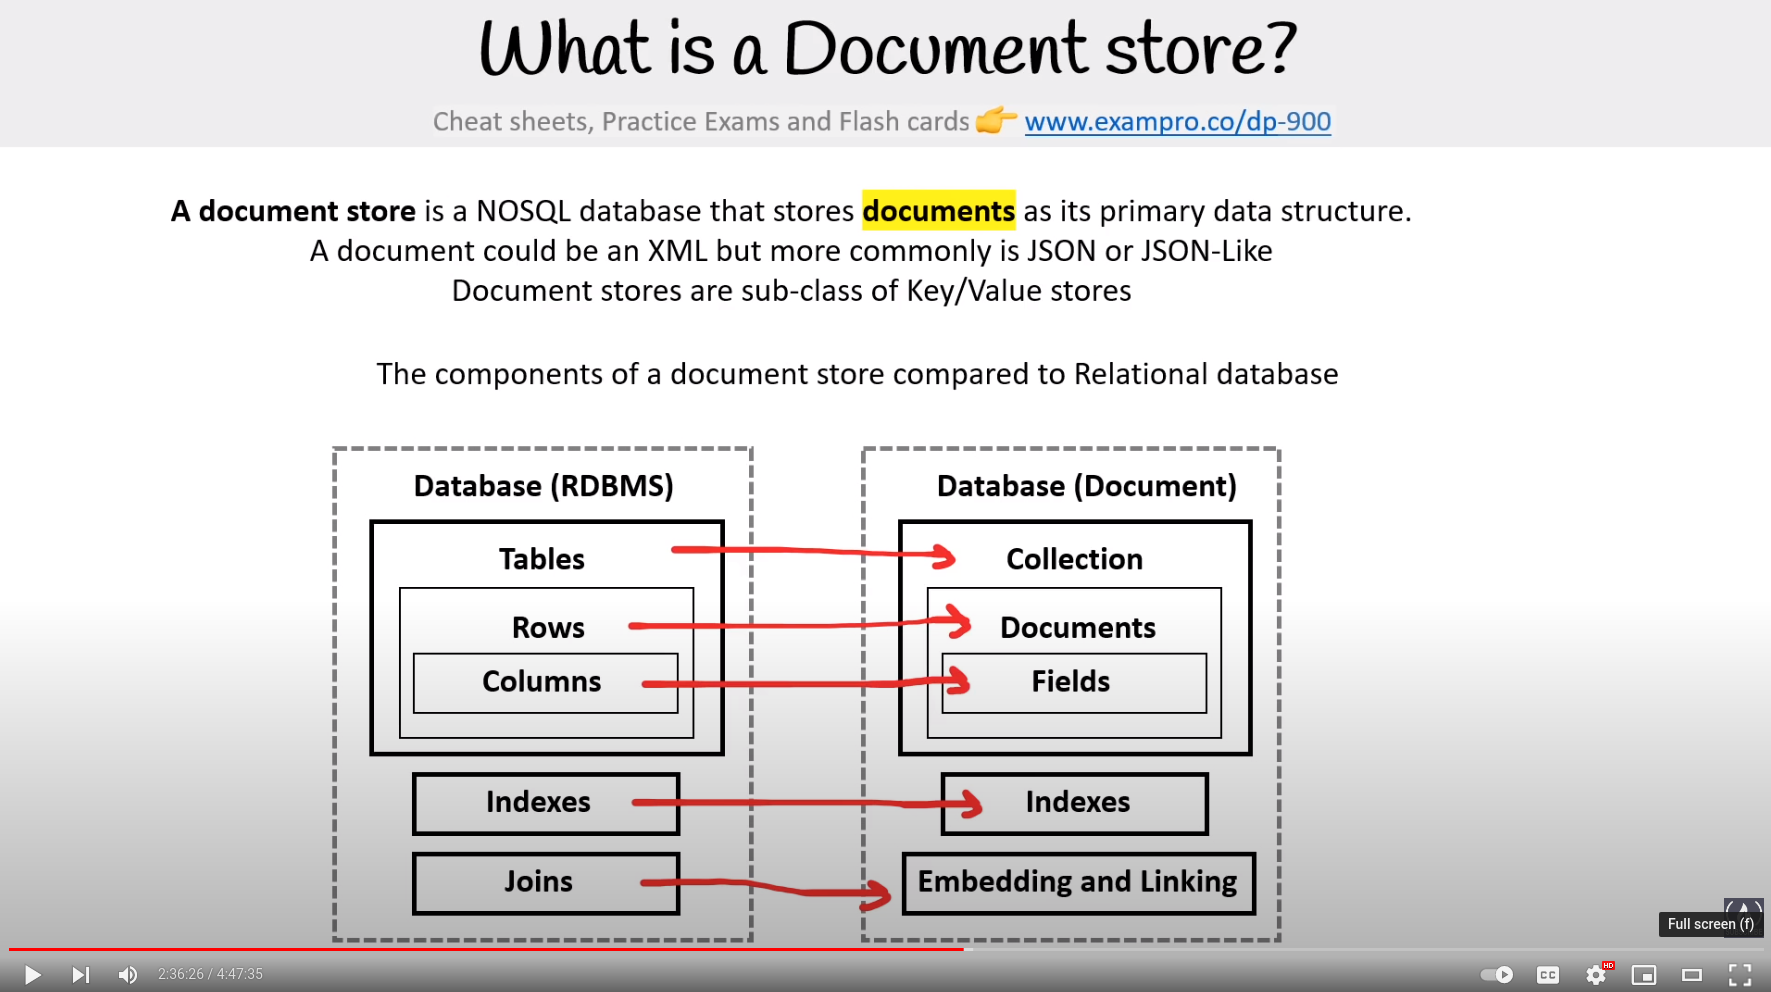 What is a Document store?
Cheat sheets, Practice Exams and Flash cards 👉 www.exampro.co/dp-900
A document store is a NOSQL database that stores documents as its primary data structure.
A document could be an XML but more commonly is JSON or JSON-Like
Document stores are sub-class of Key/Value stores
The components of a document store compared to Relational database
Database (RDBMS)
Tables
Rows
Columns
Indexes
Joins
Database (Document)
Collection
Documents
Fields
Indexes
Embedding and Linking
Full screen (f)
2:36:26 / 4:47:35
CC
HD